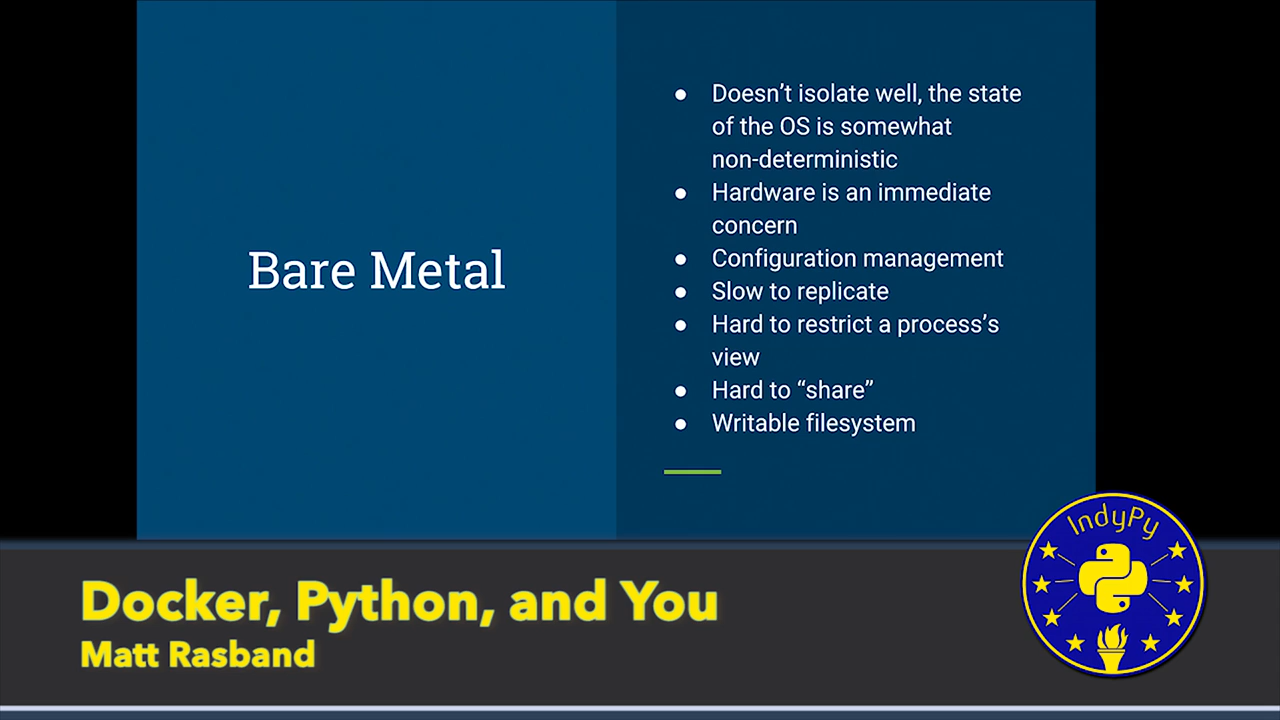 Bare Metal
● Doesn’t isolate well, the state
of the OS is somewhat
non-deterministic
● Hardware is an immediate
concern
● Configuration management
● Slow to replicate
● Hard to restrict a process’s
view
● Hard to “share”
● Writable filesystem
IndyPy
Docker, Python, and You
Matt Rasband